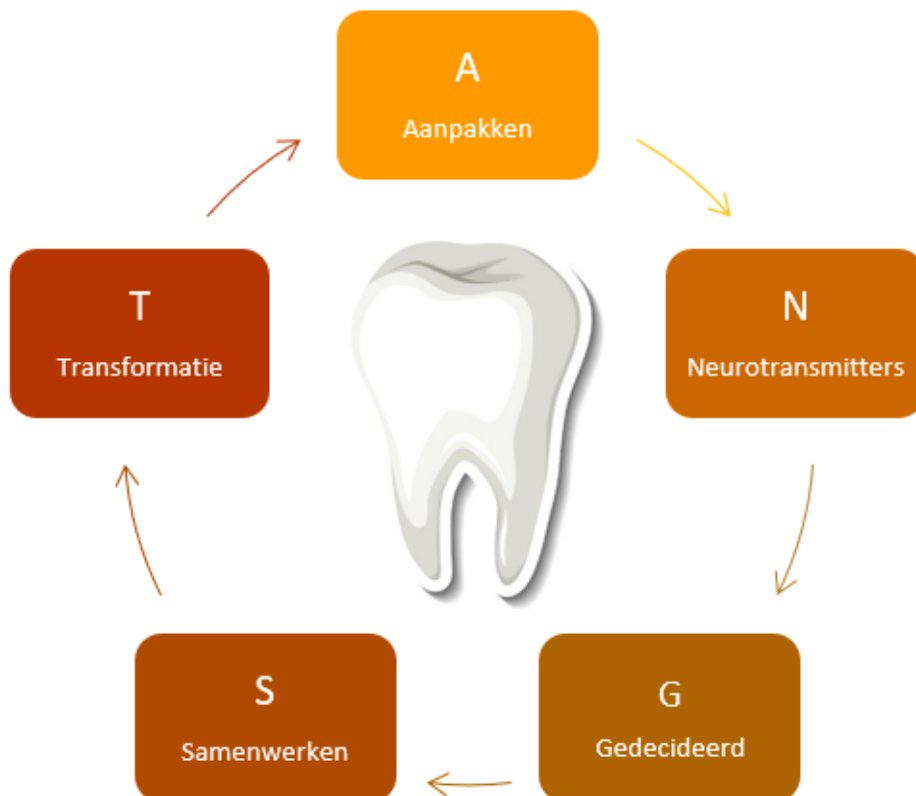 A
Aanpakken
N
Neurotransmitters
G
Gedecideerd
S
Samenwerken
T
Transformatie